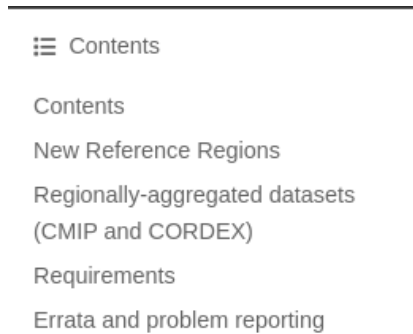 Contents
Contents
New Reference Regions
Regionally-aggregated datasets
(CMIP and CORDEX)
Requirements
Errata and problem reporting